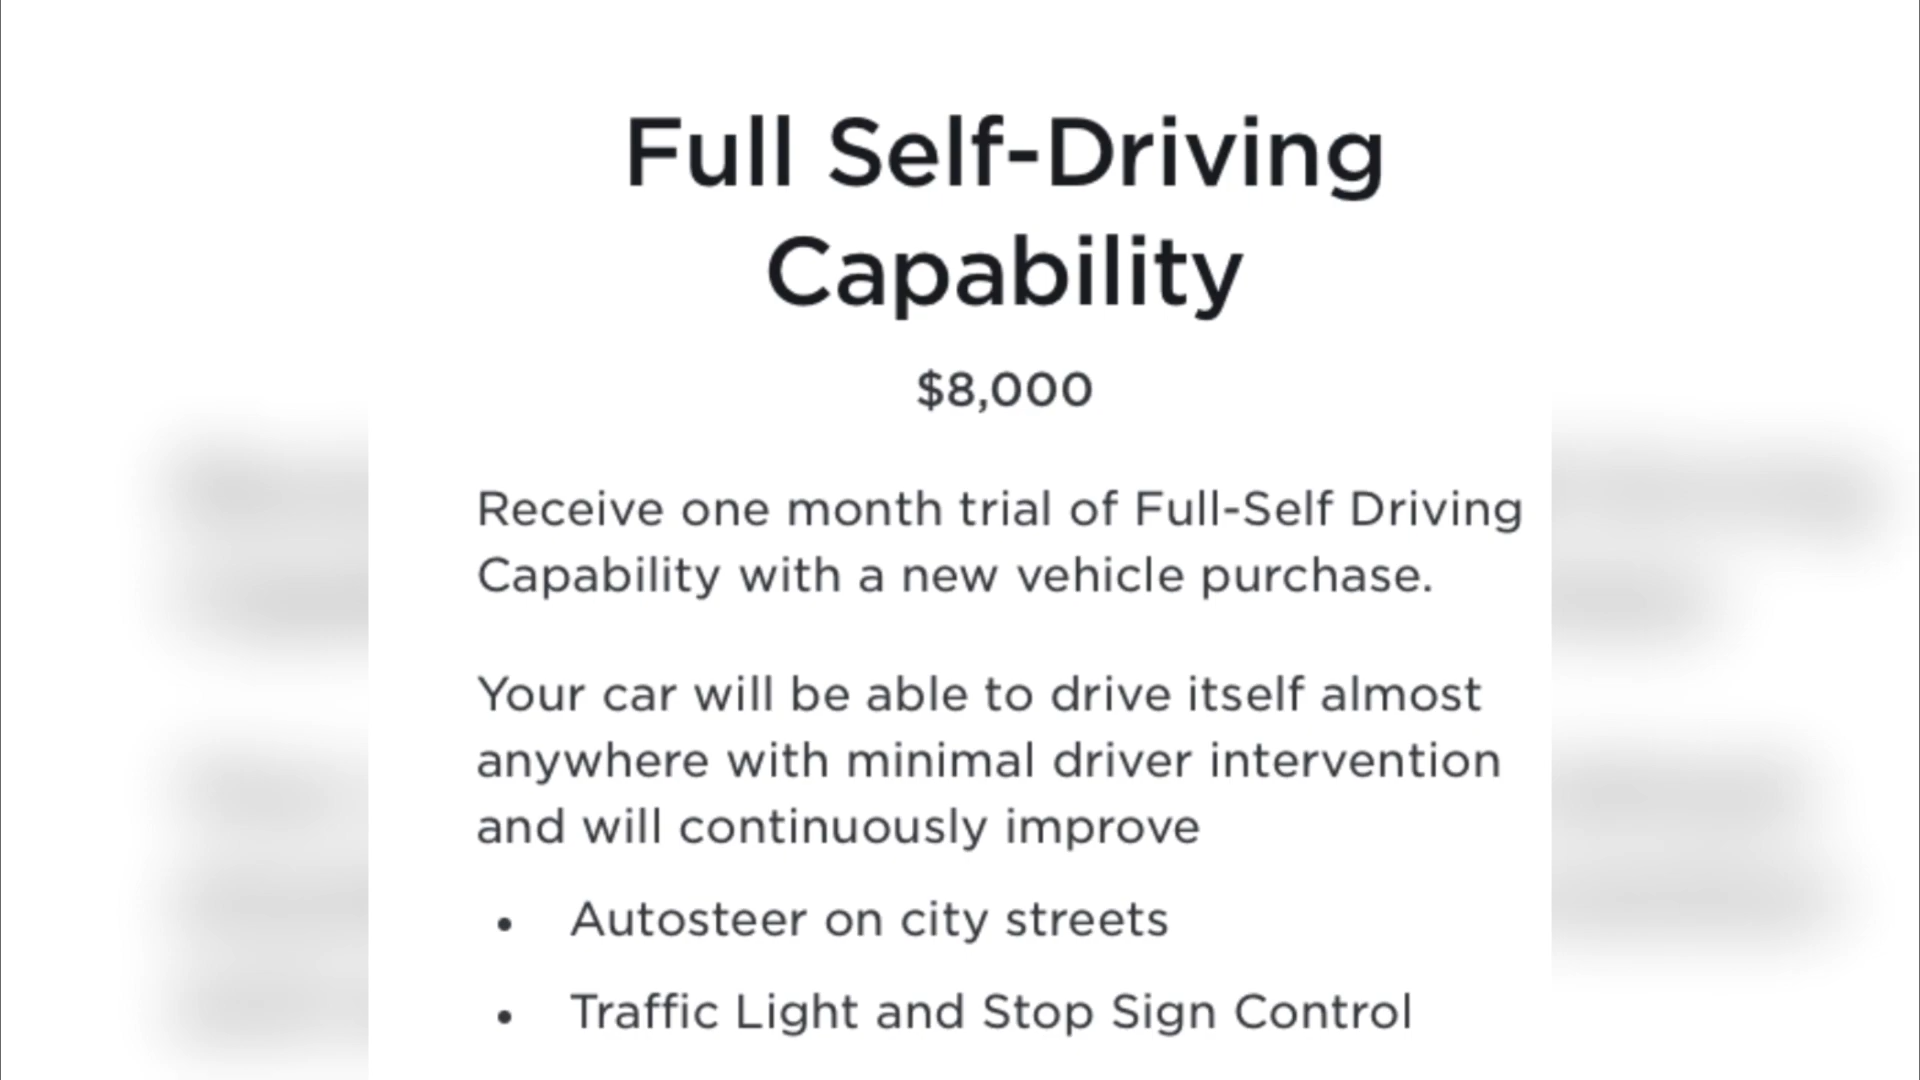 Full Self-Driving
Capability
$8,000
Receive one month trial of Full-Self Driving
Capability with a new vehicle purchase.
Your car will be able to drive itself almost
anywhere with minimal driver intervention
and will continuously improve
• Autosteer on city streets
• Traffic Light and Stop Sign Control